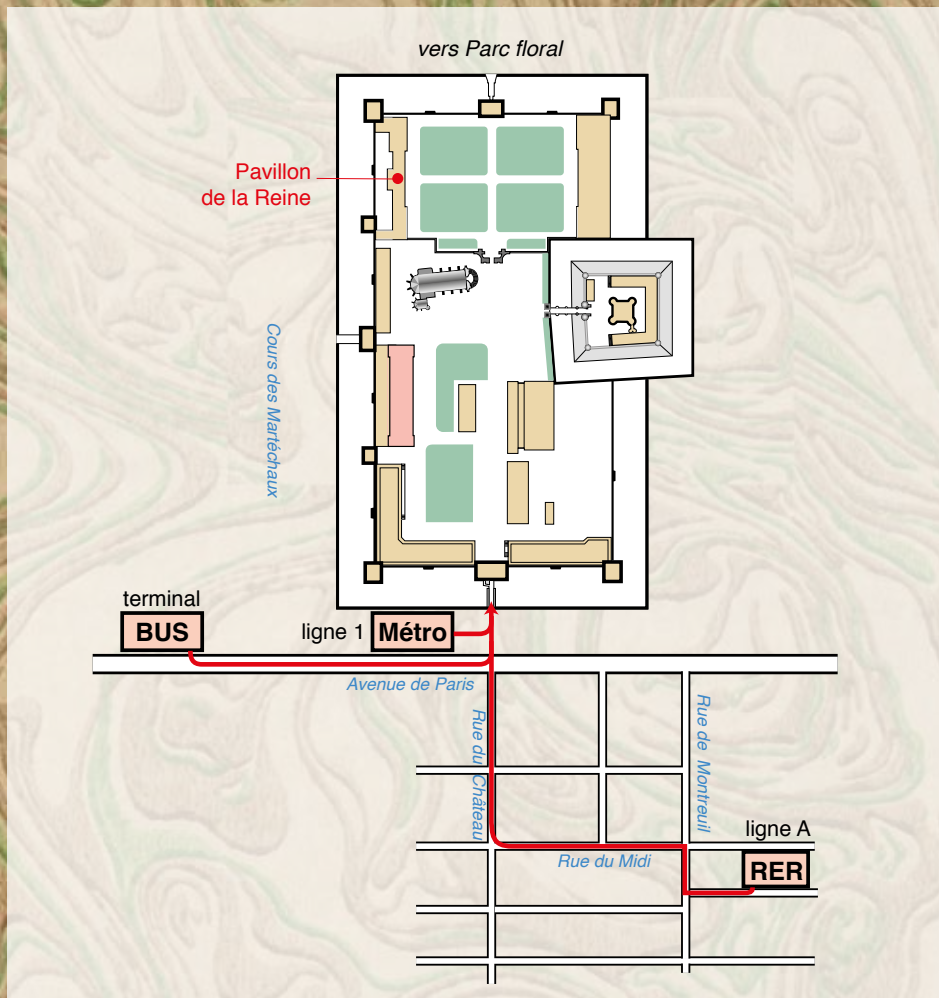 vers Parc floral
Pavillon
de la Reine
Cours des Martéchaux
terminal
BUS
ligne 1 Métro
Avenue de Paris
Rue du Château
Rue de Montreuil
ligne A
Rue du Midi
RER